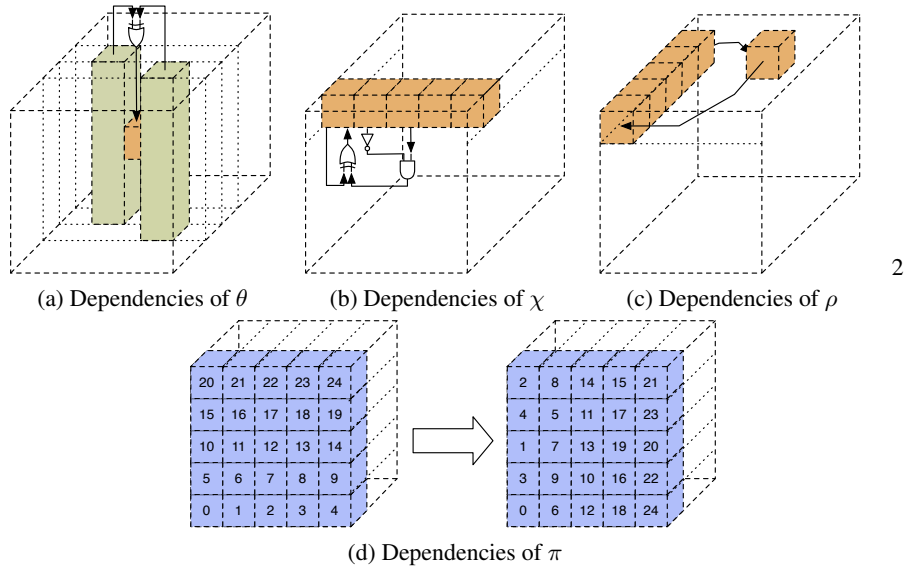 2
(a) Dependencies of θ (b) Dependencies of χ (c) Dependencies of ρ
20 21 22 23 24 2 8 14 15 21
15 16 17 18 19 4 5 11 17 23
10 11 12 13 14 1 7 13 19 20
5 6 7 8 9 3 9 10 16 22
0 1 2 3 4 0 6 12 18 24
(d) Dependencies of π